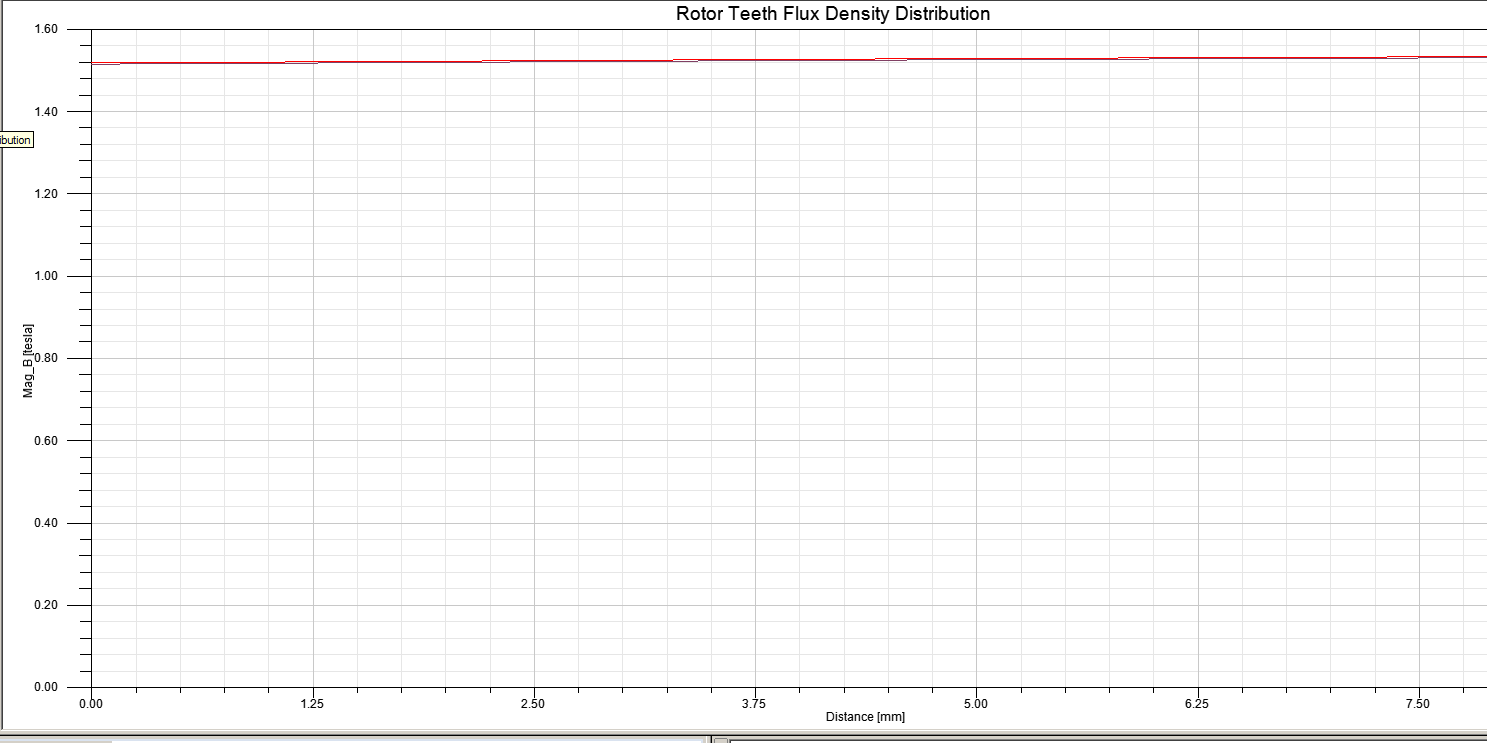 Rotor Teeth Flux Density Distribution
1.60
1.40
ibution
1.20
1.00
0.80
Mag_B [tesla]
0.60
0.40
0.20
0.00
0.00 1.25 2.50 3.75 5.00 6.25 7.50
Distance [mm]